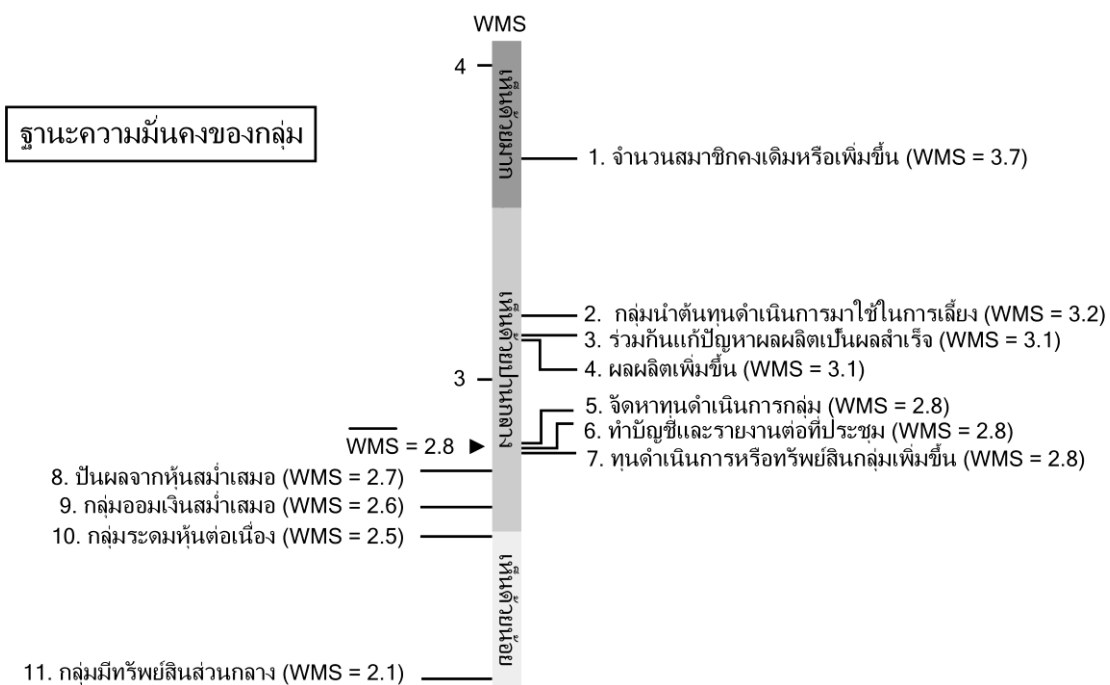 WMS
4
เห็นด้วยมาก
ฐานะความมั่นคงของกลุ่ม
1. จำนวนสมาชิกคงเดิมหรือเพิ่มขึ้น (WMS = 3.7)
เห็นด้วยปานกลาง
2. กลุ่มนำต้นทุนดำเนินการมาใช้ในการเลี้ยง (WMS = 3.2)
3. ร่วมกันแก้ปัญหาผลผลิตเป็นผลสำเร็จ (WMS = 3.1)
4. ผลผลิตเพิ่มขึ้น (WMS = 3.1)
3
5. จัดหาทนดำเนินการกลุ่ม (WMS = 2.8)
6. ทำบัญชีและรายงานต่อที่ประชุม (WMS = 2.8)
WMS = 2.8
7. ทุนดำเนินการหรือทรัพย์สินกลุ่มเพิ่มขึ้น (WMS = 2.8)
8. ปันผลจากหุ้นสม่ำเสมอ (WMS = 2.7)
9. กลุ่มออมเงินสม่ำเสมอ (WMS = 2.6)
10. กลุ่มระดมหุ้นต่อเนื่อง (WMS = 2.5)
เห็นด้วยน้อย
11. กลุ่มมีทรัพย์สินส่วนกลาง (WMS = 2.1)